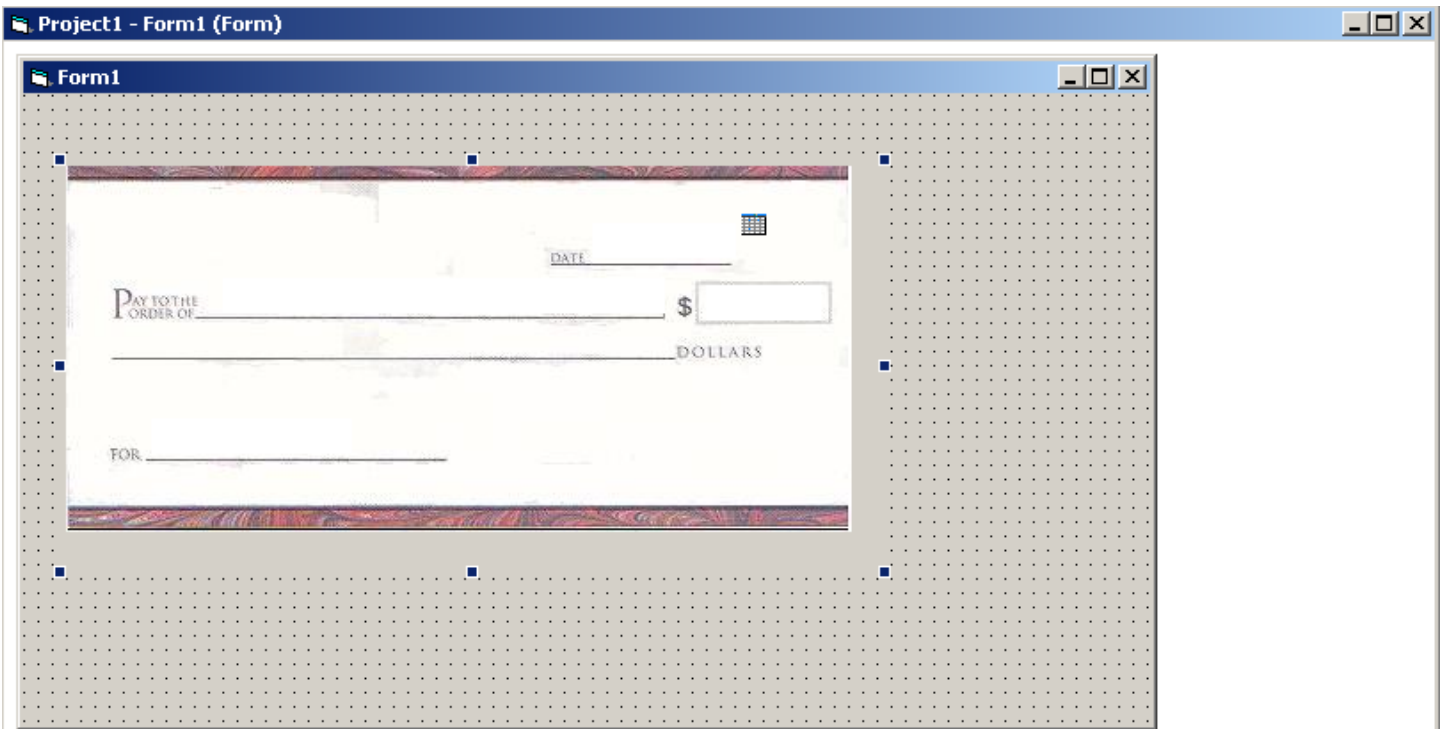 Project1 - Form1 (Form)
Form1
DATE
PAY TO THE
ORDER OF
$
DOLLARS
FOR